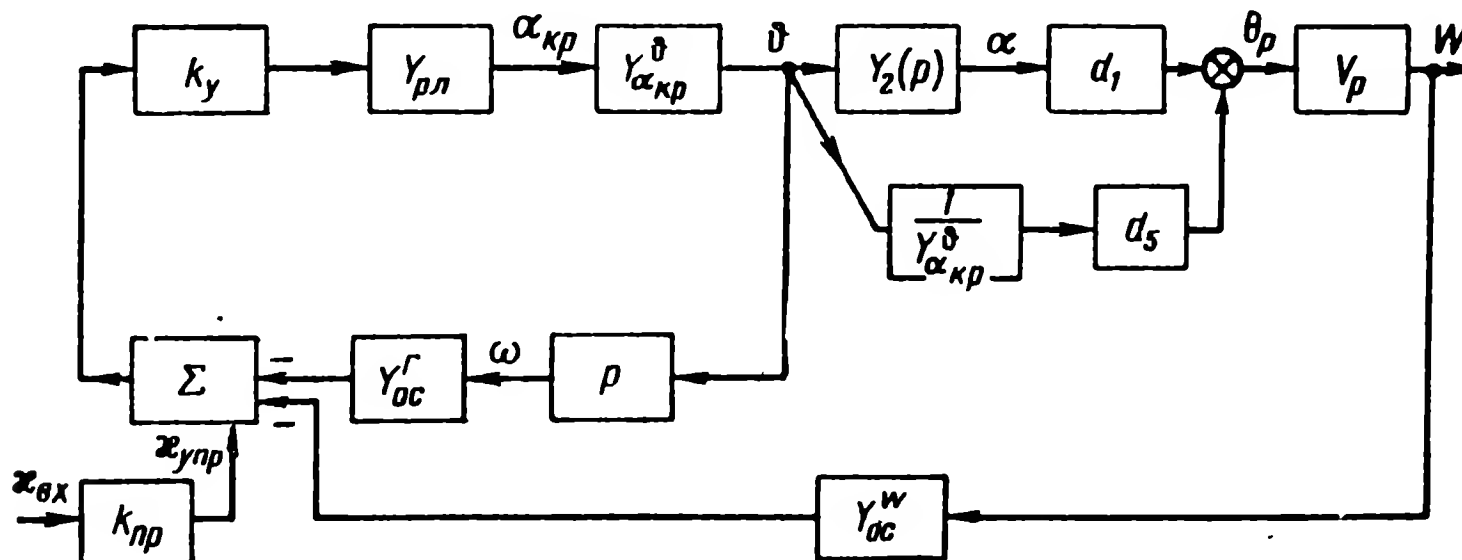 k_y
Y_рл
α_кр
Y^ϑ_α_кр
ϑ
Y_2(p)
α
d_1
θ_p
V_p
W
1
Y^ϑ_α_кр
d_5
Σ
−
−
Y^Г_ос
ω
p
æ_упр
æ_вх
k_пр
Y^W_ос